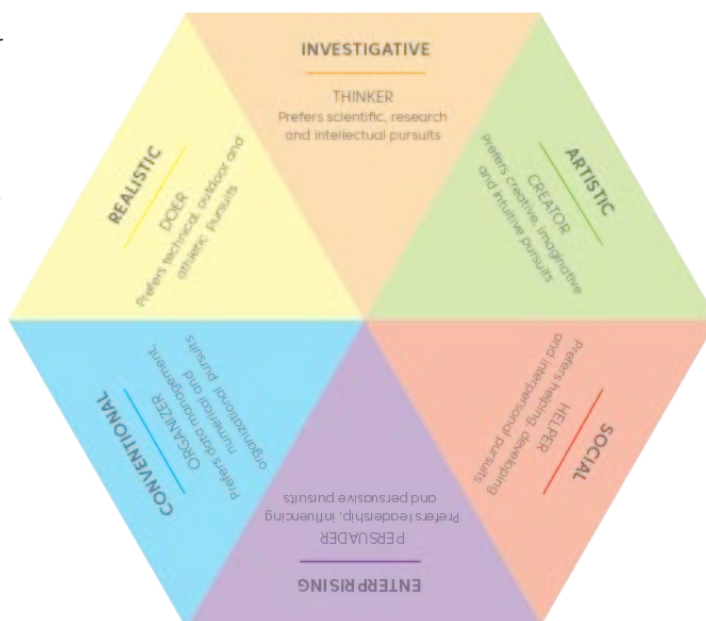 INVESTIGATIVE
THINKER
Prefers scientific, research
and intellectual pursuits
ARTISTIC
CREATOR
Prefers creative, imaginative
and intuitive pursuits
SOCIAL
HELPER
Prefers helping, developing
and interpersonal pursuits
ENTERPRISING
PERSUADER
Prefers leadership, influencing
and persuasive pursuits
CONVENTIONAL
ORGANIZER
Prefers data management,
numerical and
organizational pursuits
REALISTIC
DOER
Prefers technical, outdoor and
athletic pursuits